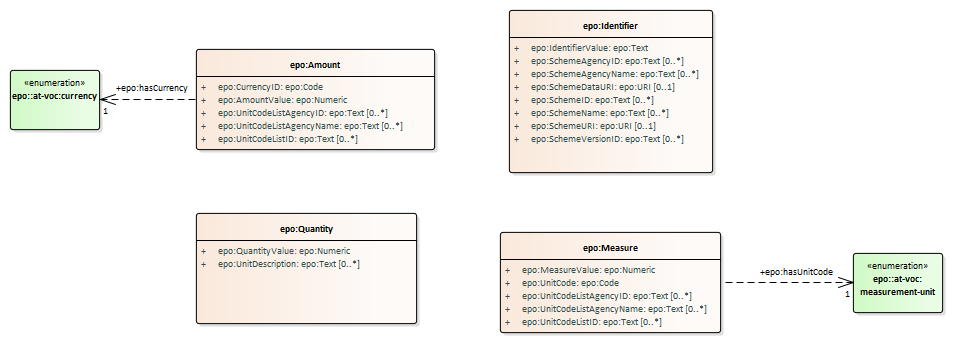 «enumeration»
epo::at-voc:currency
+epo:hasCurrency
1
epo:Amount
+ epo:CurrencyID: epo:Code
+ epo:AmountValue: epo:Numeric
+ epo:UnitCodeListAgencyID: epo:Text [0..*]
+ epo:UnitCodeListAgencyName: epo:Text [0..*]
+ epo:UnitCodeListID: epo:Text [0..*]
epo:Identifier
+ epo:IdentifierValue: epo:Text
+ epo:SchemeAgencyID: epo:Text [0..*]
+ epo:SchemeAgencyName: epo:Text [0..*]
+ epo:SchemeDataURI: epo:URI [0..1]
+ epo:SchemeID: epo:Text [0..*]
+ epo:SchemeName: epo:Text [0..*]
+ epo:SchemeURI: epo:URI [0..1]
+ epo:SchemeVersionID: epo:Text [0..*]
epo:Quantity
+ epo:QuantityValue: epo:Numeric
+ epo:UnitDescription: epo:Text [0..*]
epo:Measure
+ epo:MeasureValue: epo:Numeric
+ epo:UnitCode: epo:Code
+ epo:UnitCodeListAgencyID: epo:Text [0..*]
+ epo:UnitCodeListAgencyName: epo:Text [0..*]
+ epo:UnitCodeListID: epo:Text [0..*]
+epo:hasUnitCode
1
«enumeration»
epo::at-voc:
measurement-unit